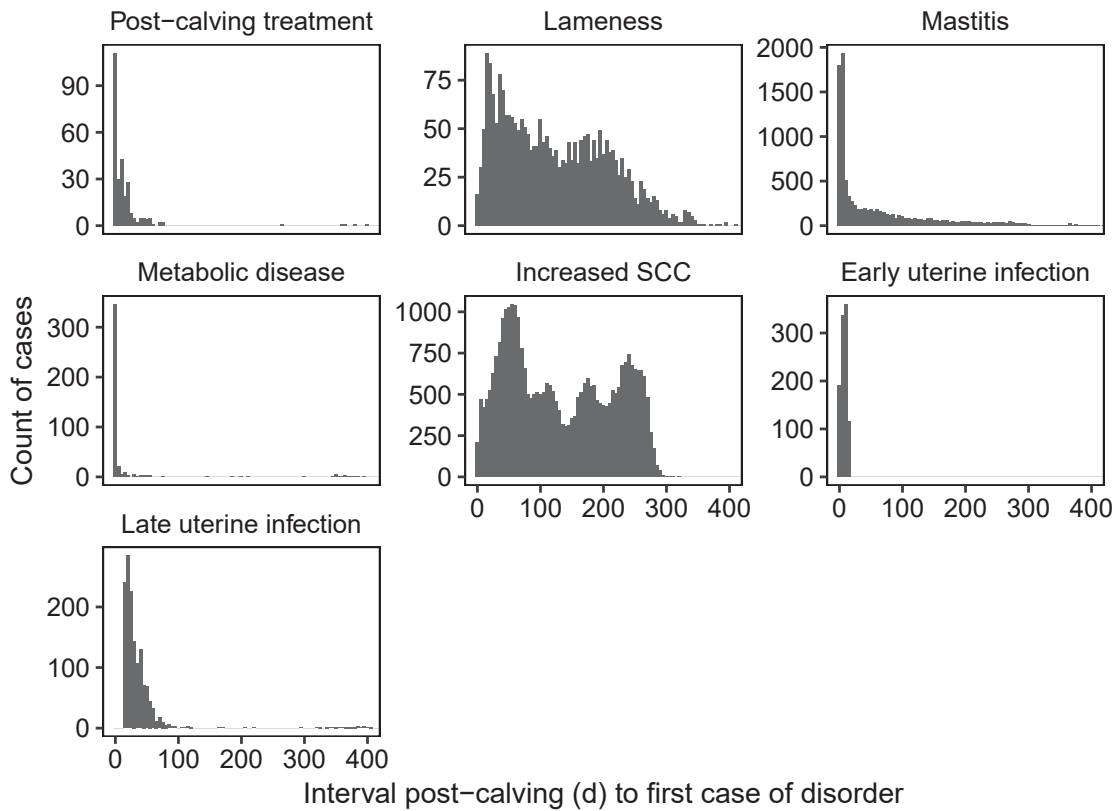 Post−calving treatment
Lameness
Mastitis
90
60
30
0
75
50
25
0
2000
1500
1000
500
0
Metabolic disease
Increased SCC
Early uterine infection
300
200
100
0
1000
750
500
250
0
300
200
100
0
0 100 200 300 400
0 100 200 300 400
Late uterine infection
200
100
0
0 100 200 300 400
Count of cases
Interval post−calving (d) to first case of disorder